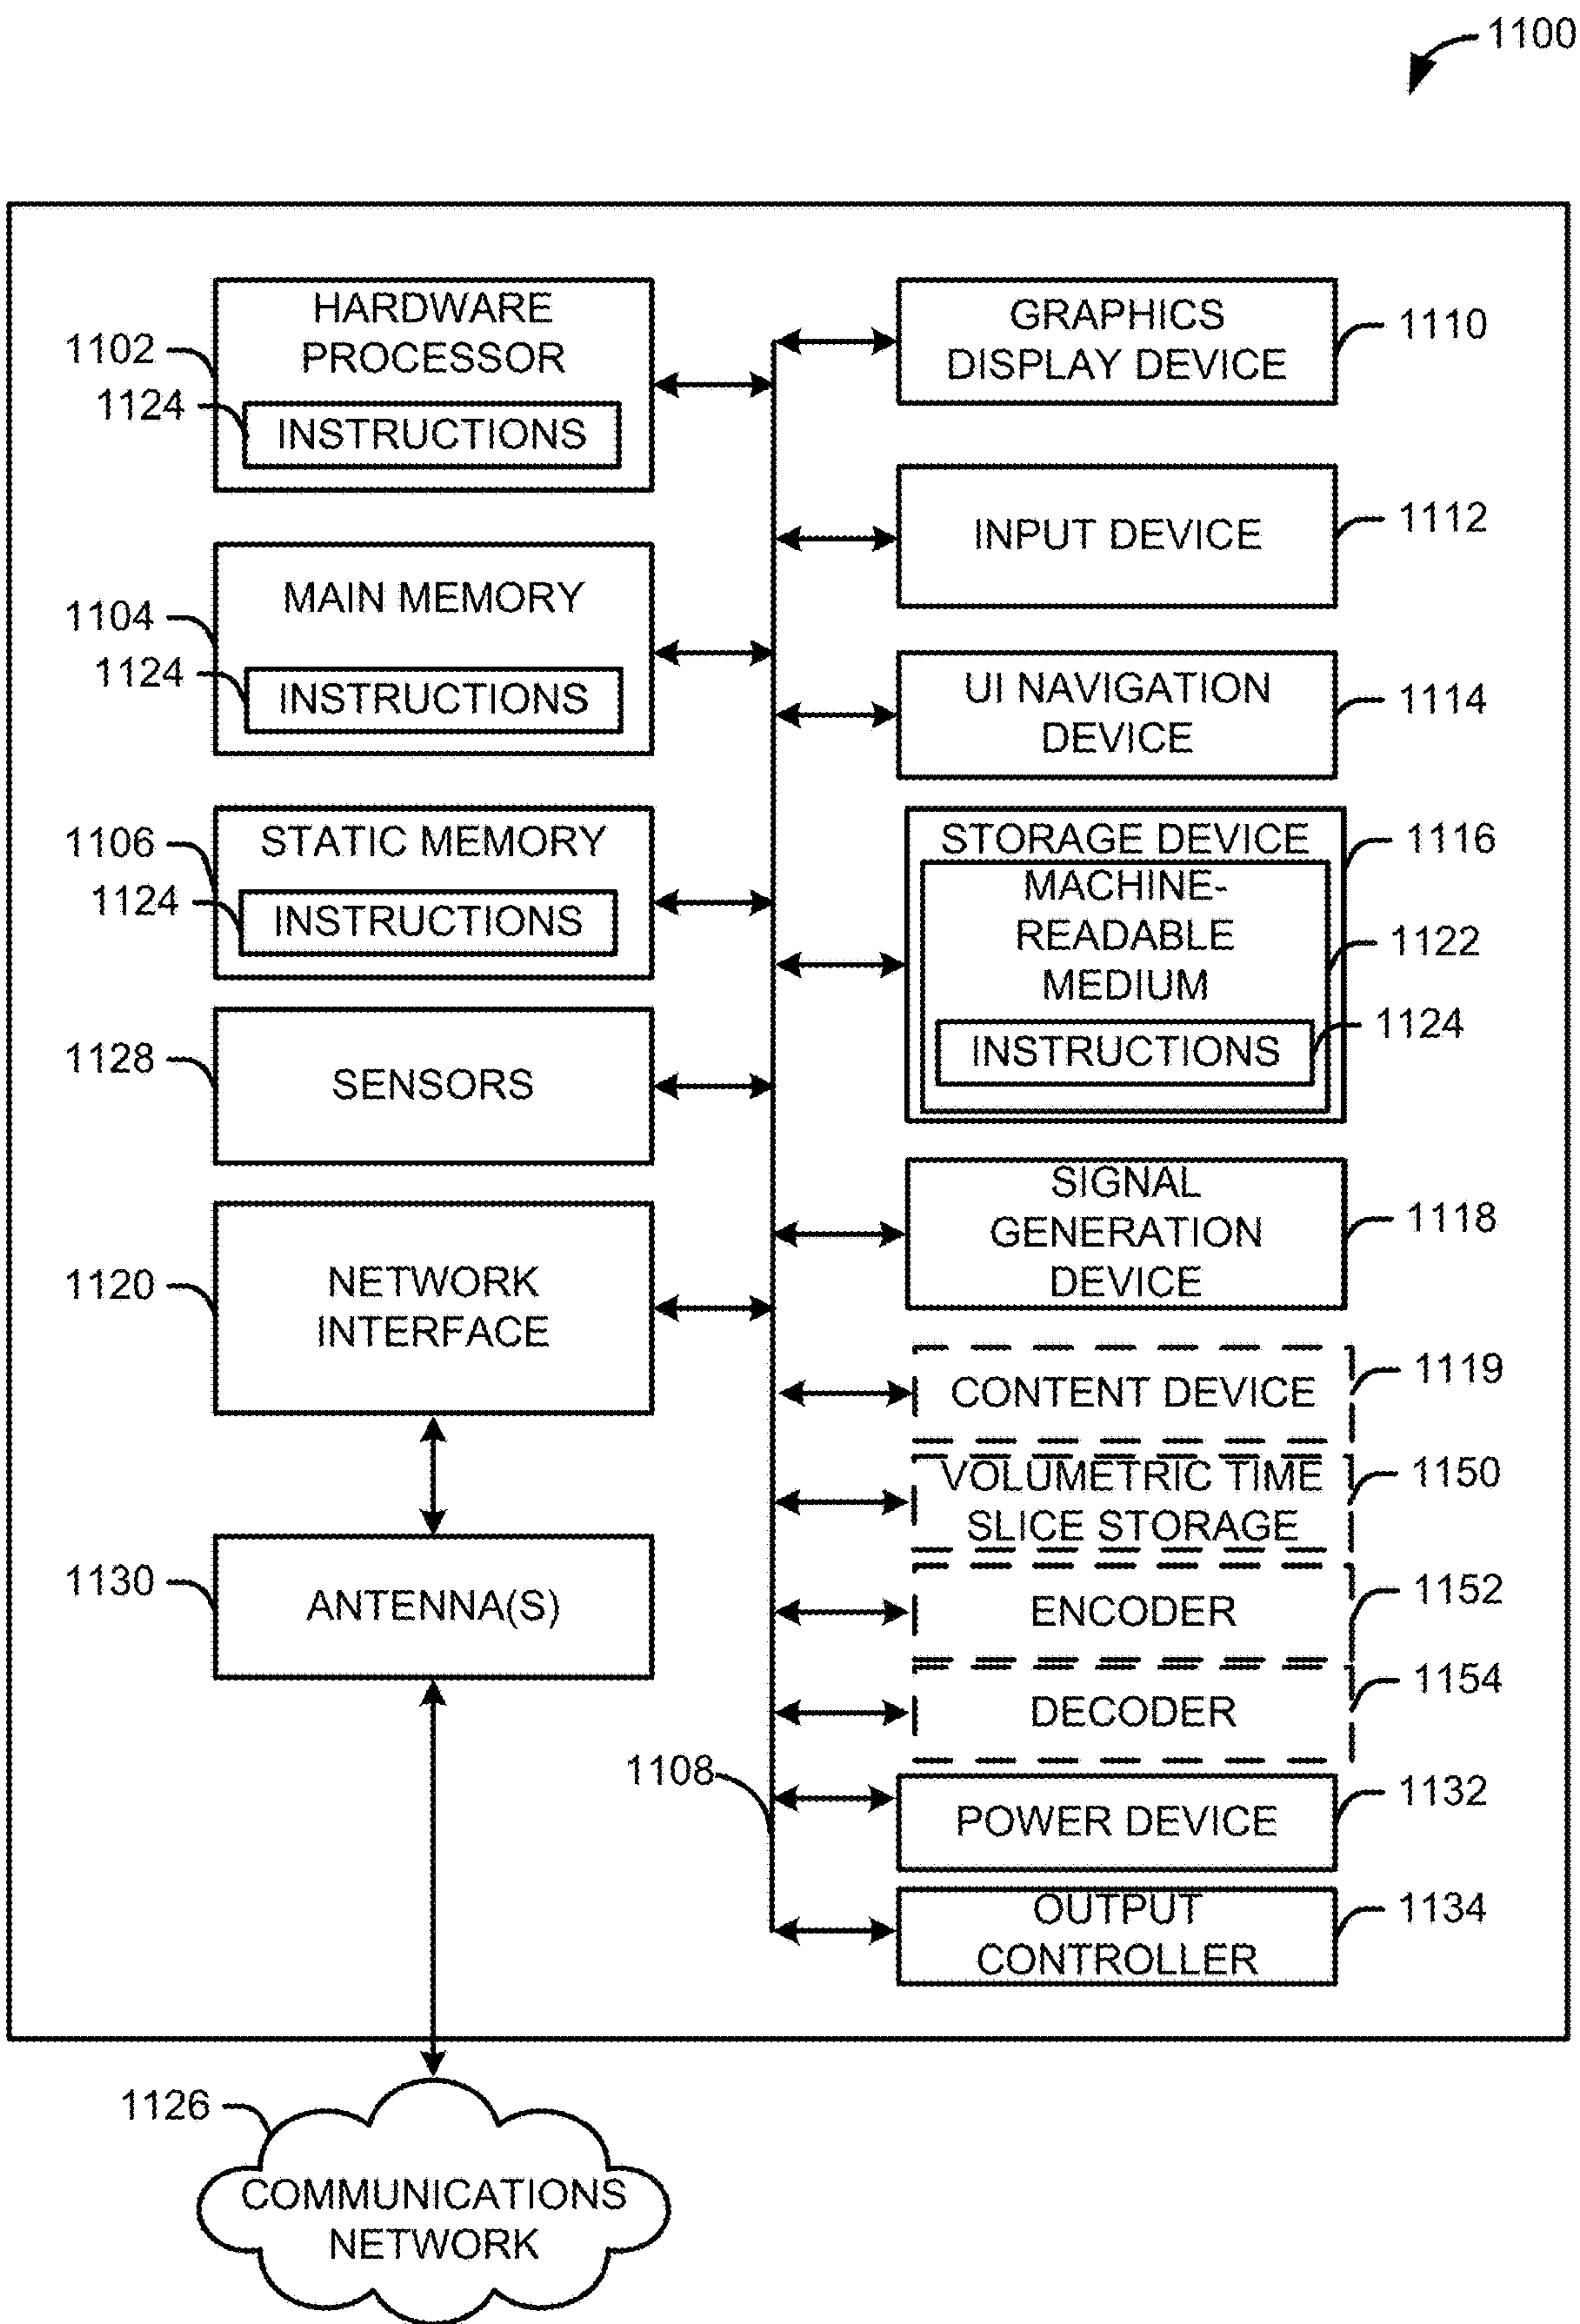 1100
HARDWARE
PROCESSOR
1102
1124
INSTRUCTIONS
MAIN MEMORY
1104
1124
INSTRUCTIONS
STATIC MEMORY
1106
1124
INSTRUCTIONS
1128
SENSORS
1120
NETWORK
INTERFACE
1130
ANTENNA(S)
1108
GRAPHICS
DISPLAY DEVICE
1110
INPUT DEVICE
1112
UI NAVIGATION
DEVICE
1114
STORAGE DEVICE
1116
MACHINE-
READABLE
MEDIUM
1122
INSTRUCTIONS
1124
SIGNAL
GENERATION
DEVICE
1118
CONTENT DEVICE
1119
VOLUMETRIC TIME
SLICE STORAGE
1150
ENCODER
1152
DECODER
1154
POWER DEVICE
1132
OUTPUT
CONTROLLER
1134
1126
COMMUNICATIONS
NETWORK